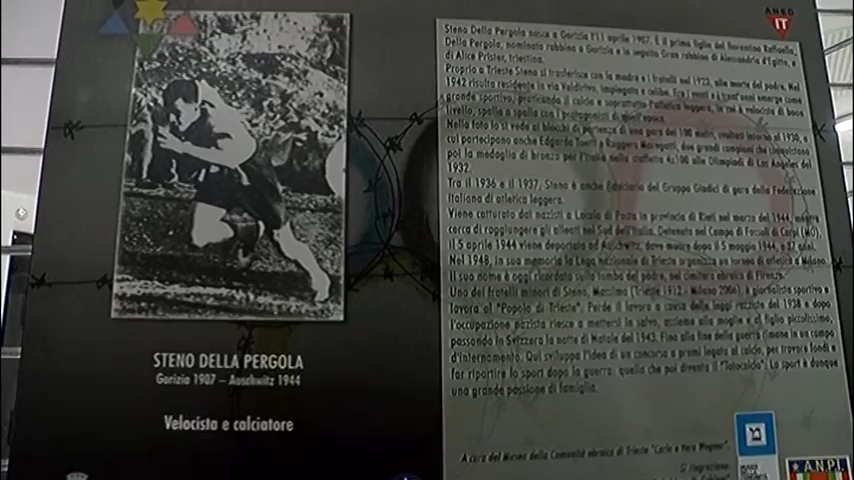 ANED
IT
Steno Della Pergola nasce a Gorizia l'11 aprile 1907. È il primo figlio del fiorentino Raffaello
Della Pergola, nominato rabbino a Gorizia e in seguito Gran rabbino di Alessandria d'Egitto, e
di Alice Prister, triestina.
Proprio a Trieste Steno si trasferisce con la madre e i fratelli nel 1923, alla morte del padre. Nel
1942 risulta residente in via Valdirivo, impiegato e celibe. Fra i venti e i trent'anni emerge come
grande sportivo, praticando il calcio e soprattutto l'atletica leggera, in cui è velocista di buon
livello, spalla a spalla con i protagonisti di quell'epoca.
Nella foto lo si vede ai blocchi di partenza di una gara dei 100 metri, svoltasi intorno al 1930, a
cui partecipano anche Edgardo Toetti e Ruggero Maregatti, due grandi campioni che conquistano
poi la medaglia di bronzo per l'Italia nella staffetta 4x100 alle Olimpiadi di Los Angeles del
1932.
Tra il 1936 e il 1937, Steno è anche fiduciario del Gruppo Giudici di gara della Federazione
italiana di atletica leggera.
Viene catturato dai nazisti a Locolo di Posta in provincia di Rieti nel marzo del 1944, mentre
cerca di raggiungere gli alleati nel Sud dell'Italia. Detenuto nel Campo di Fossoli di Carpi (MO),
il 5 aprile 1944 viene deportato ad Auschwitz, dove muore dopo il 5 maggio 1944, a 37 anni.
Nel 1948, in sua memoria la Lega nazionale di Trieste organizza un torneo di atletica a Milano.
Il suo nome è oggi ricordato sulla tomba del padre, nel cimitero ebraico di Firenze.
Uno dei fratelli minori di Steno, Massimo (Trieste 1912 - Milano 2006), è giornalista sportivo e
lavora al "Popolo di Trieste". Perde il lavoro a causa delle leggi razziste del 1938 e dopo
l'occupazione nazista riesce a mettersi in salvo, assieme alla moglie e al figlio piccolissimo,
passando in Svizzera la notte di Natale del 1943. Fino alla fine della guerra rimane in un campo
d'internamento. Qui sviluppa l'idea di un concorso a premi legato al calcio, per trovare fondi e
far ripartire lo sport dopo la guerra: quella che poi diventa il "Totocalcio". Lo sport è dunque
una grande passione di famiglia.
STENO DELLA PERGOLA
Gorizia 1907 – Auschwitz 1944
Velocista e calciatore
A cura del Museo della Comunità ebraica di Trieste "Carlo e Vera Wagner".
Si ringraziano:
ANPI